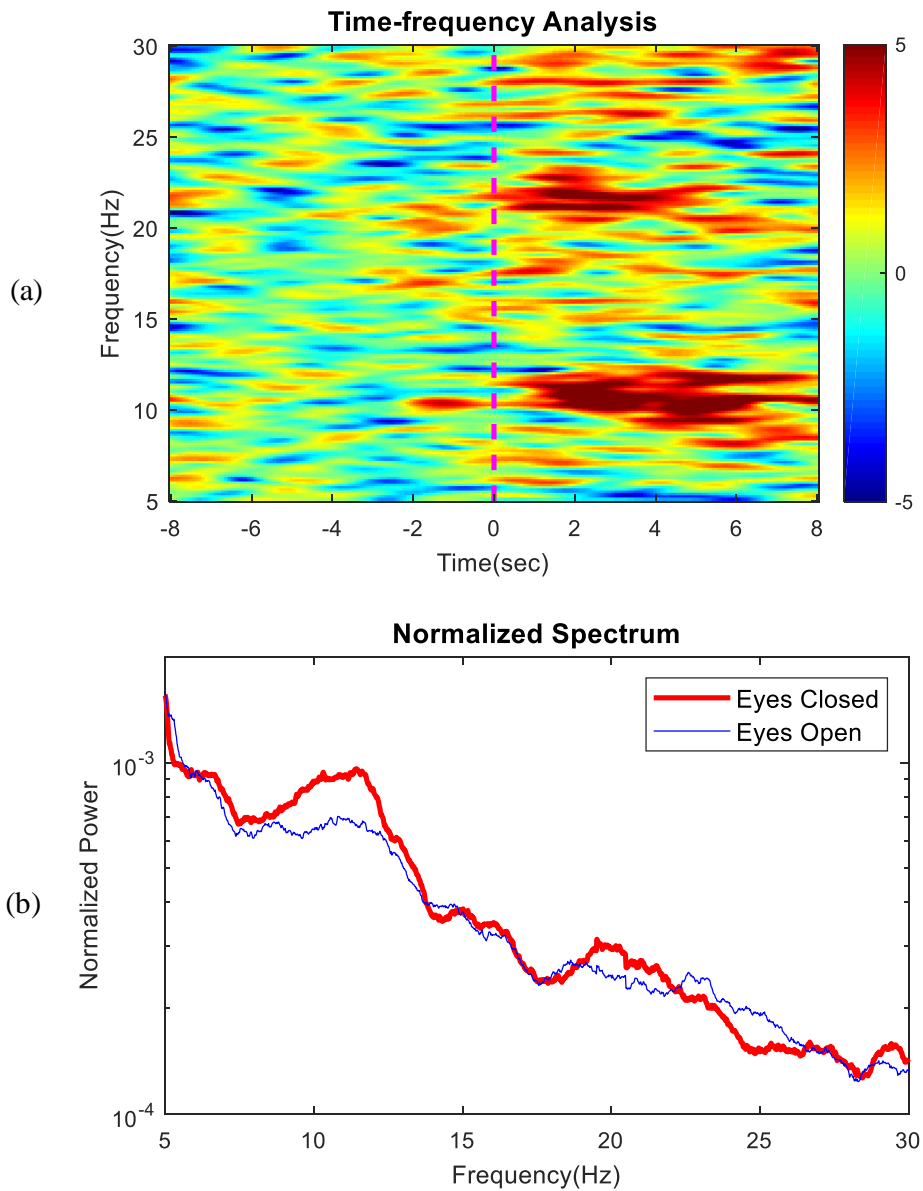 Time-frequency Analysis
30
25
20
15
10
5
Frequency(Hz)
(a)
-8 -6 -4 -2 0 2 4 6 8
Time(sec)
5
0
-5
Normalized Spectrum
Eyes Closed
Eyes Open
10^-3
10^-4
Normalized Power
(b)
5 10 15 20 25 30
Frequency(Hz)